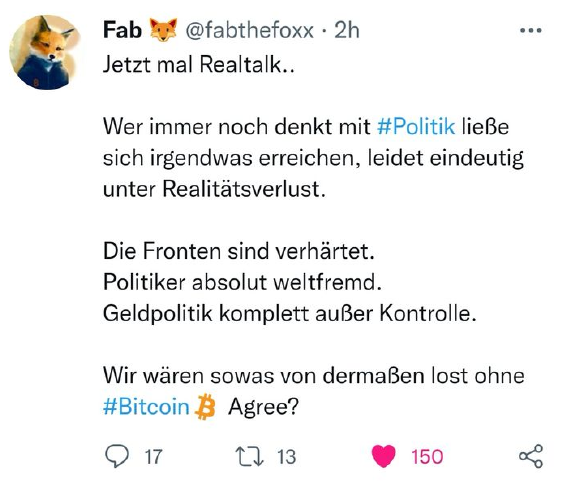 Fab 🦊 @fabthefoxx · 2h
Jetzt mal Realtalk..
Wer immer noch denkt mit #Politik ließe
sich irgendwas erreichen, leidet eindeutig
unter Realitätsverlust.
Die Fronten sind verhärtet.
Politiker absolut weltfremd.
Geldpolitik komplett außer Kontrolle.
Wir wären sowas von dermaßen lost ohne
#Bitcoin ₿ Agree?
17 13 150